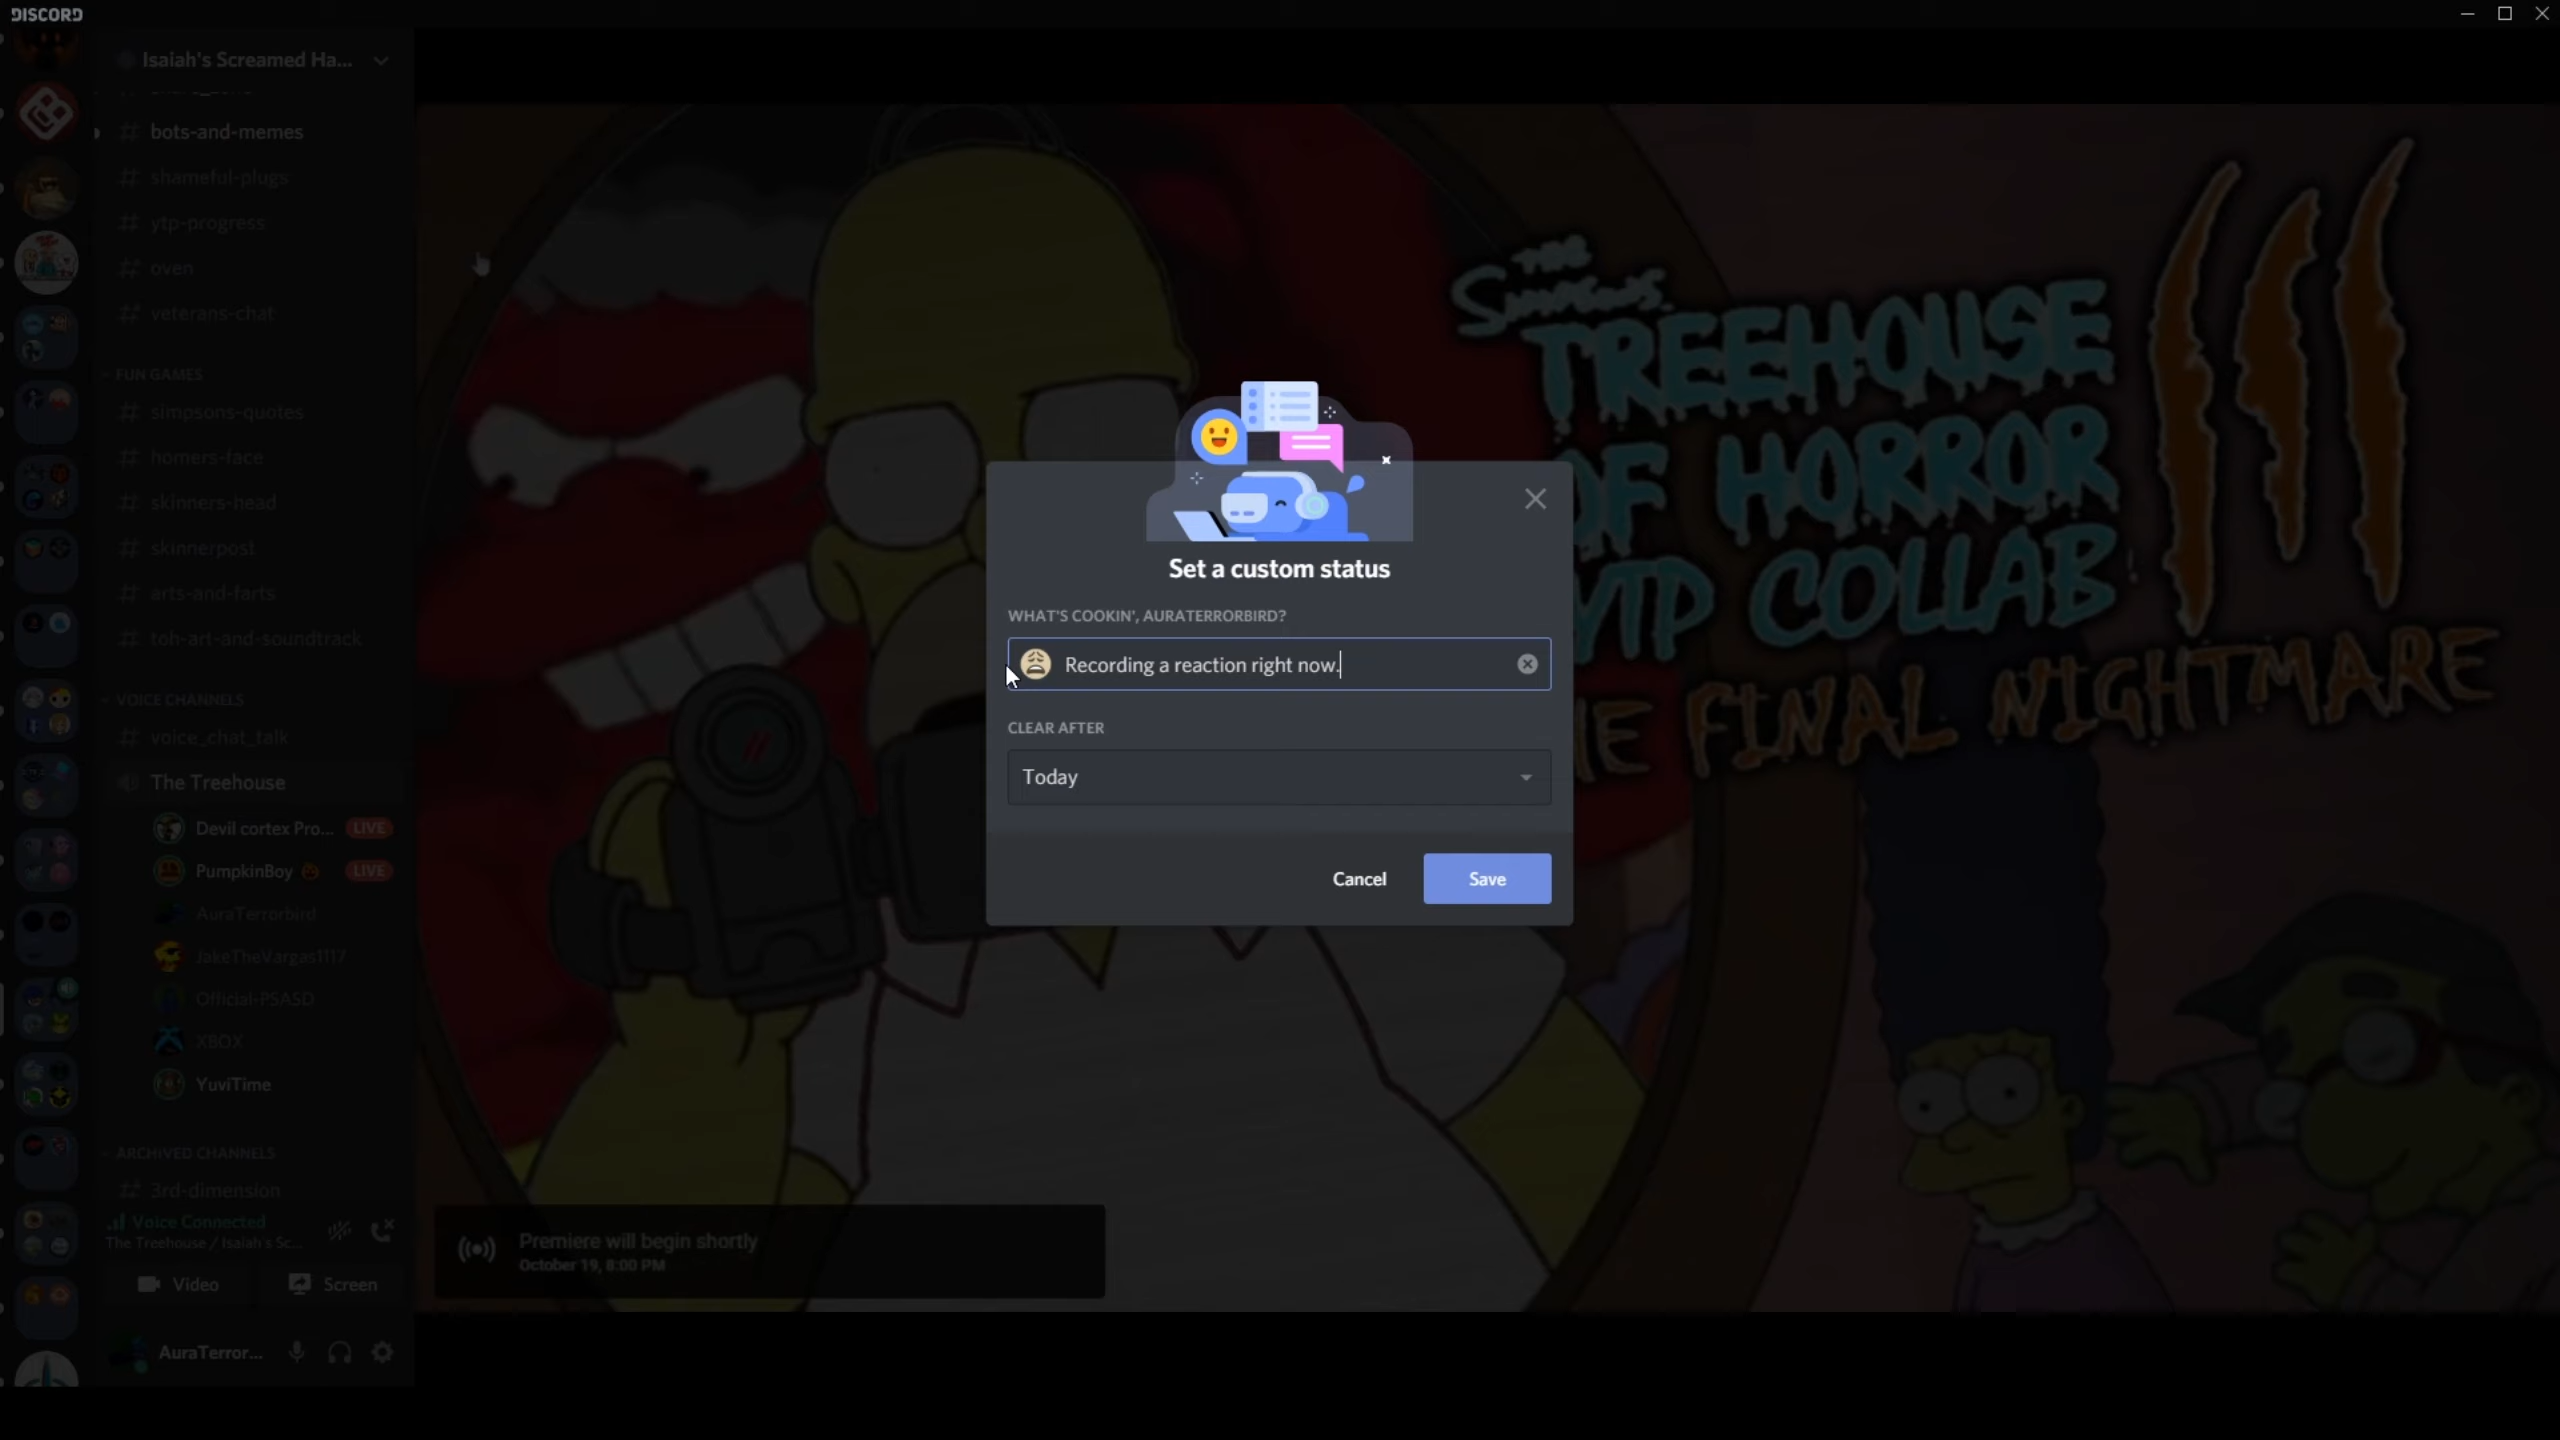 DISCORD
Isaiah's Screamed Ha...
bots-and-memes
shameful-plugs
ytp-progress
oven
veterans-chat
FUN GAMES
simpsons-quotes
homers-face
skinners-head
skinnerpost
arts-and-farts
toh-art-and-soundtrack
VOICE CHANNELS
voice_chat_talk
The Treehouse
Devil cortex Pro... LIVE
PumpkinBoy LIVE
AuraTerrorbird
JakeTheVargas1117
Official-PSASD
XBOX
YuviTime
ARCHIVED CHANNELS
3rd-dimension
Voice Connected
The Treehouse / Isaiah's Sc...
Video
Screen
AuraTerror...
THE
SIMPSONS
TREEHOUSE
OF HORROR
YTP COLLAB
III
THE FINAL NIGHTMARE
Set a custom status
WHAT'S COOKIN', AURATERRORBIRD?
Recording a reaction right now.
CLEAR AFTER
Today
Cancel
Save
Premiere will begin shortly
October 19, 8:00 PM